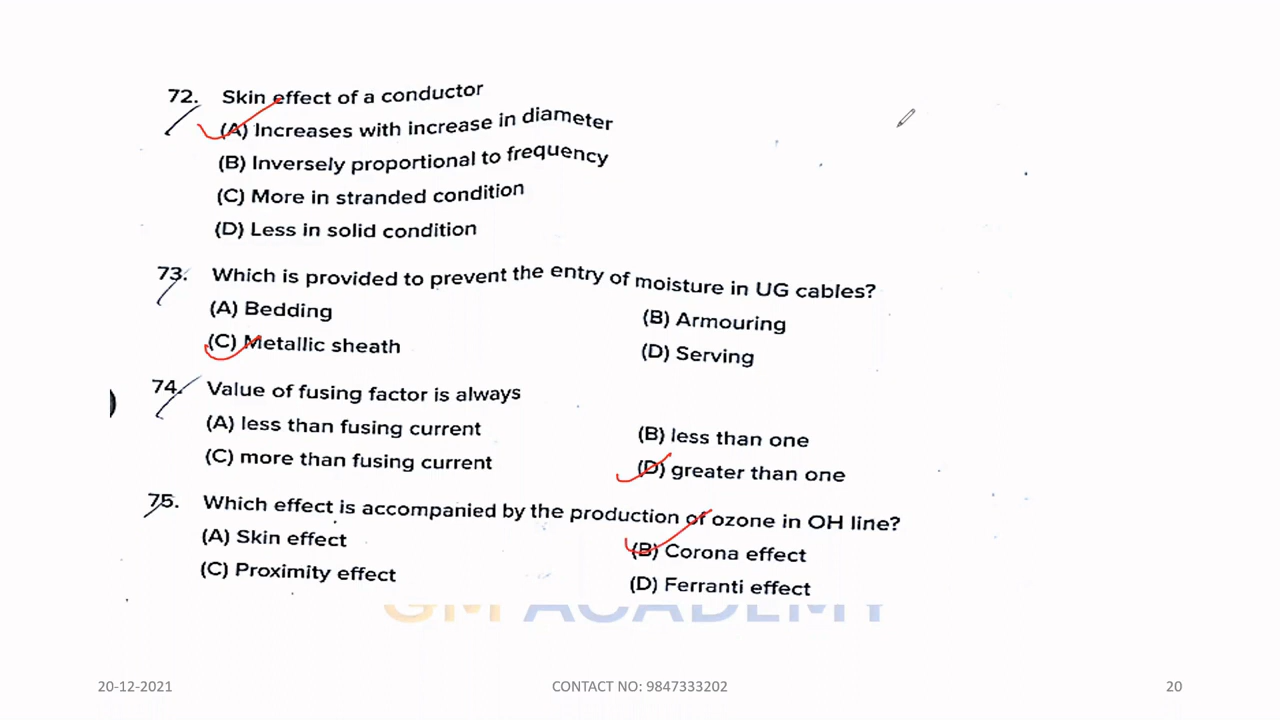 72. Skin effect of a conductor
(A) Increases with increase in diameter
(B) Inversely proportional to frequency
(C) More in stranded condition
(D) Less in solid condition
73. Which is provided to prevent the entry of moisture in UG cables?
(A) Bedding
(B) Armouring
(C) Metallic sheath
(D) Serving
74. Value of fusing factor is always
(A) less than fusing current
(B) less than one
(C) more than fusing current
(D) greater than one
75. Which effect is accompanied by the production of ozone in OH line?
(A) Skin effect
(B) Corona effect
(C) Proximity effect
(D) Ferranti effect
GM ACADEMY
20-12-2021
CONTACT NO: 9847333202
20